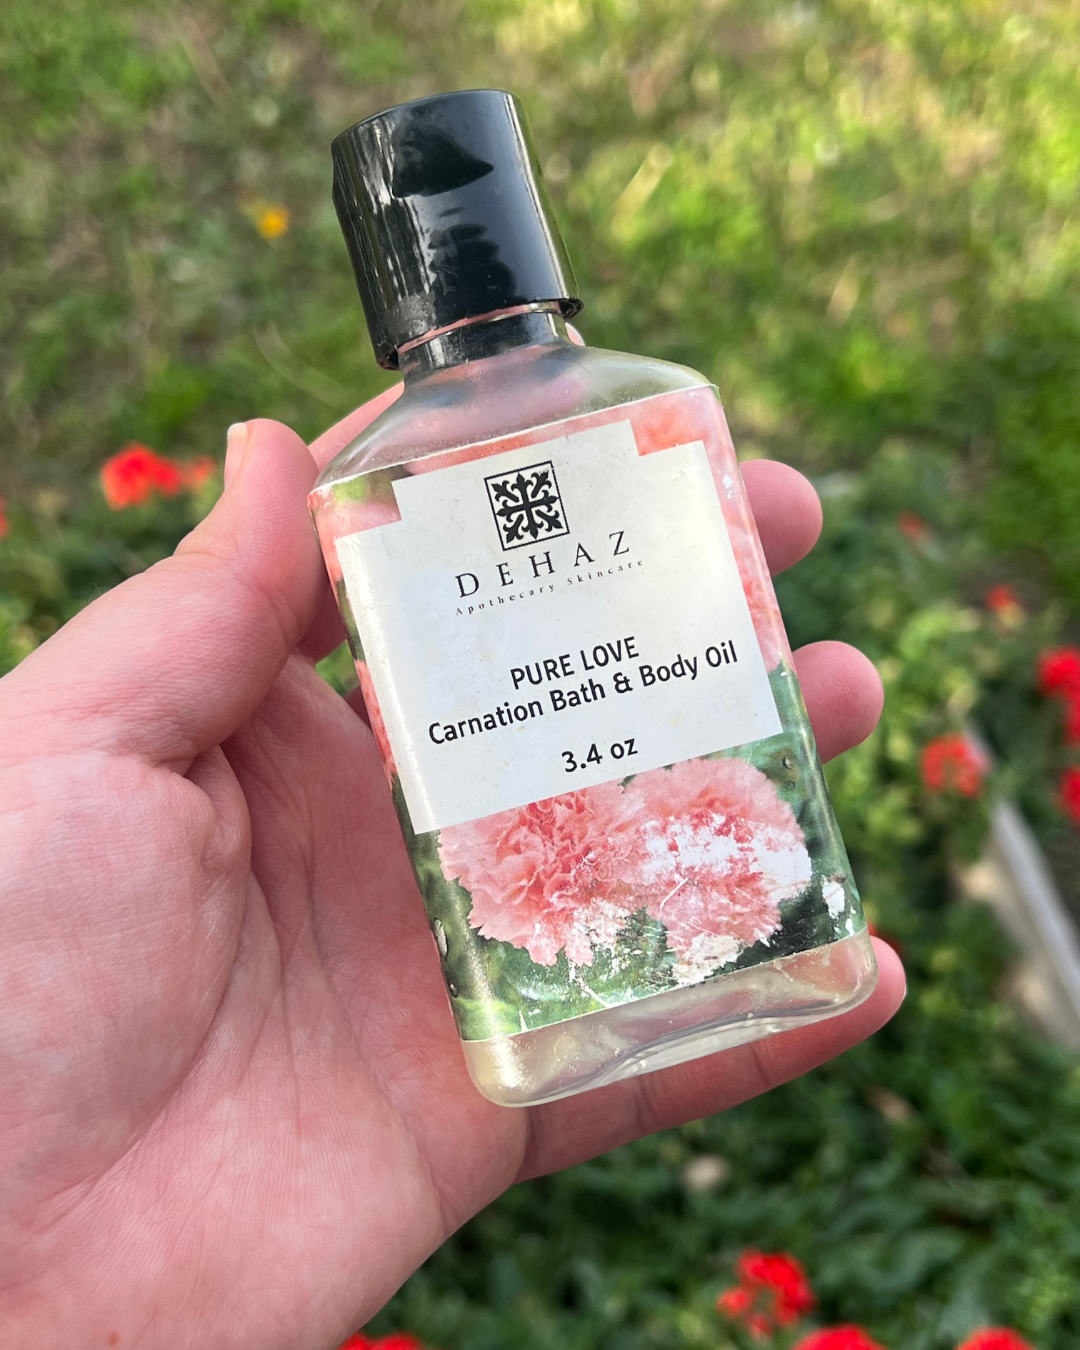 DEHAZ
Apothecary Skincare
PURE LOVE
Carnation Bath & Body Oil
3.4 oz